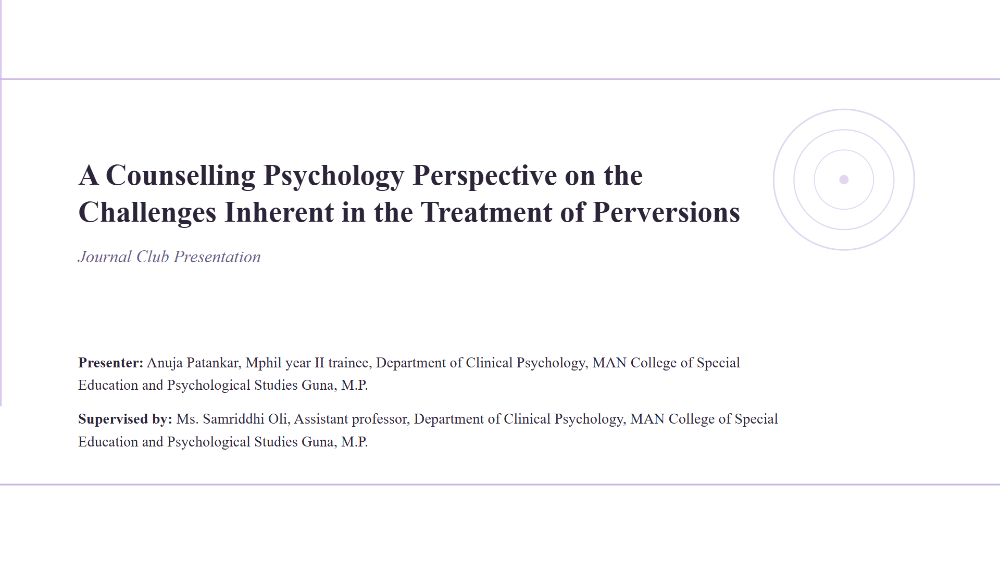 A Counselling Psychology Perspective on the
Challenges Inherent in the Treatment of Perversions
Journal Club Presentation
Presenter: Anuja Patankar, Mphil year II trainee, Department of Clinical Psychology, MAN College of Special
Education and Psychological Studies Guna, M.P.
Supervised by: Ms. Samriddhi Oli, Assistant professor, Department of Clinical Psychology, MAN College of Special
Education and Psychological Studies Guna, M.P.